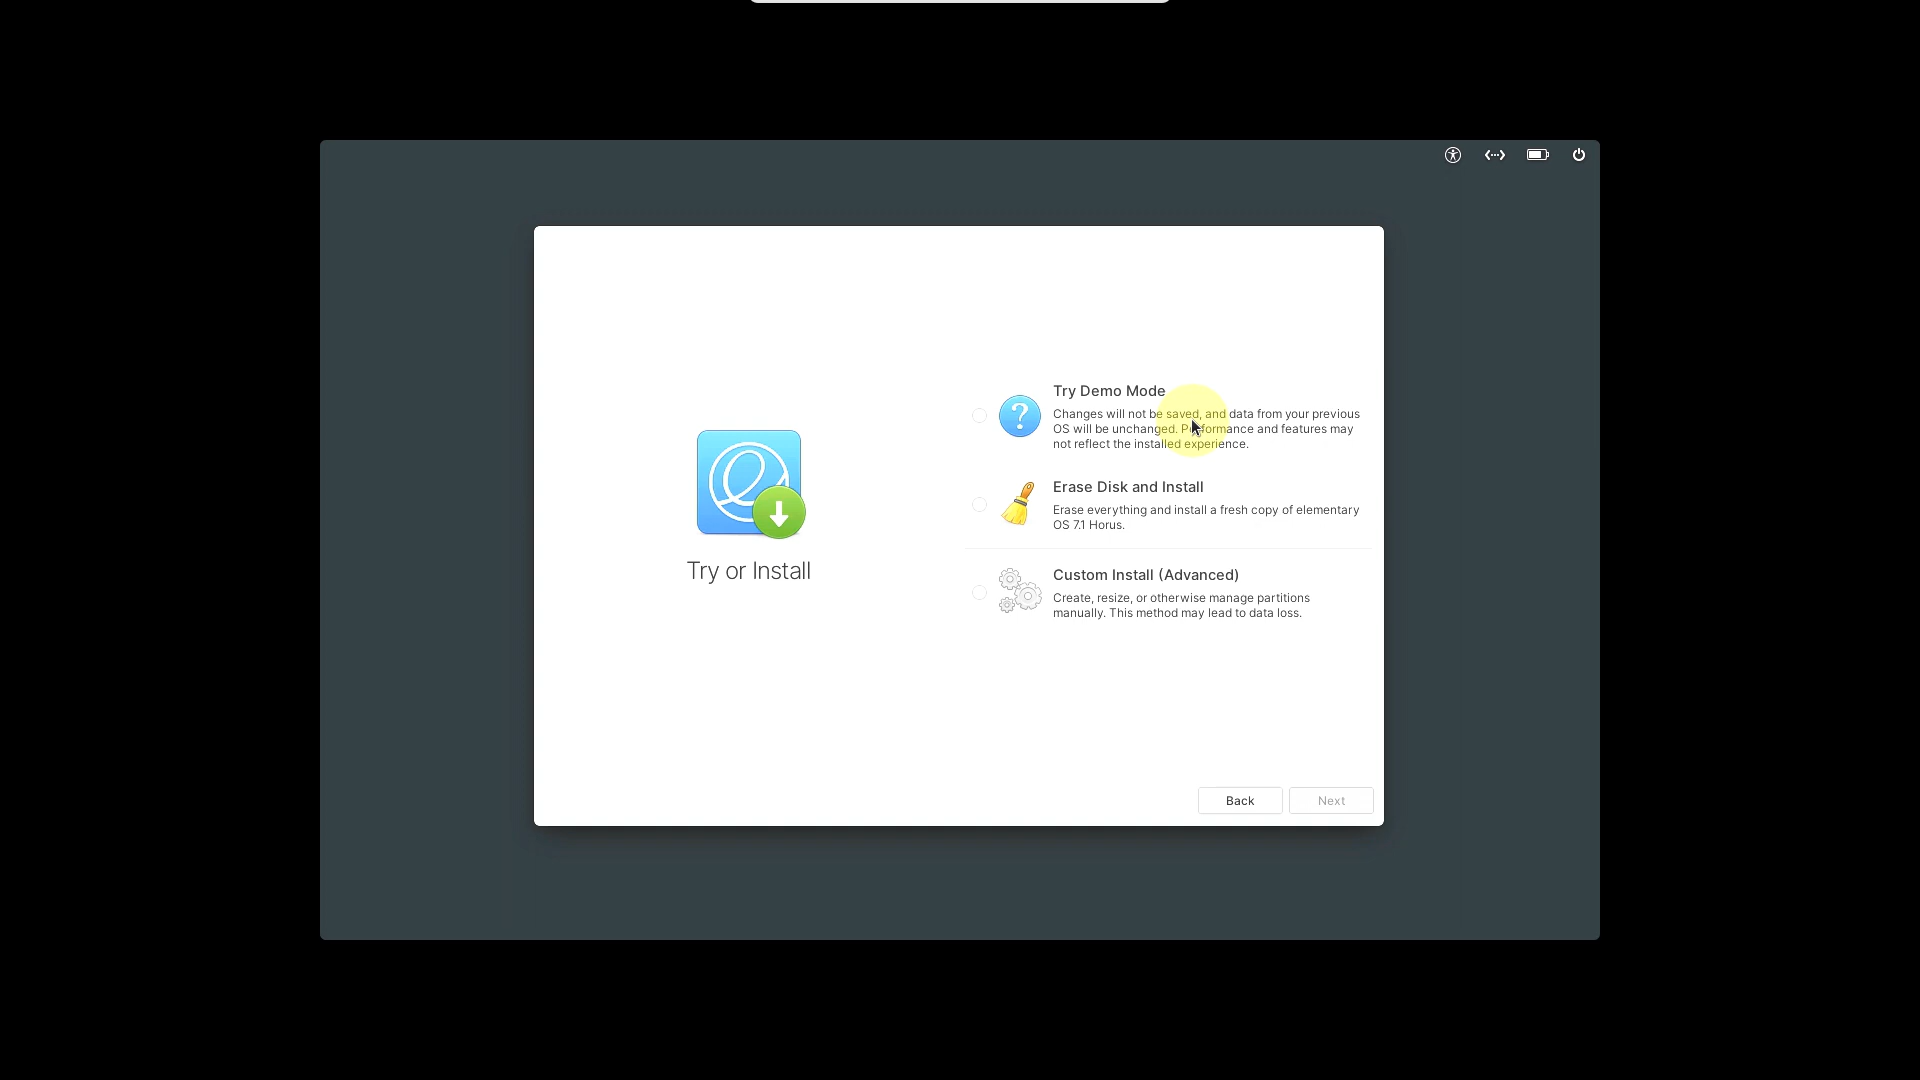 Try or Install
Try Demo Mode
Changes will not be saved, and data from your previous
OS will be unchanged. Performance and features may
not reflect the installed experience.
Erase Disk and Install
Erase everything and install a fresh copy of elementary
OS 7.1 Horus.
Custom Install (Advanced)
Create, resize, or otherwise manage partitions
manually. This method may lead to data loss.
Back
Next